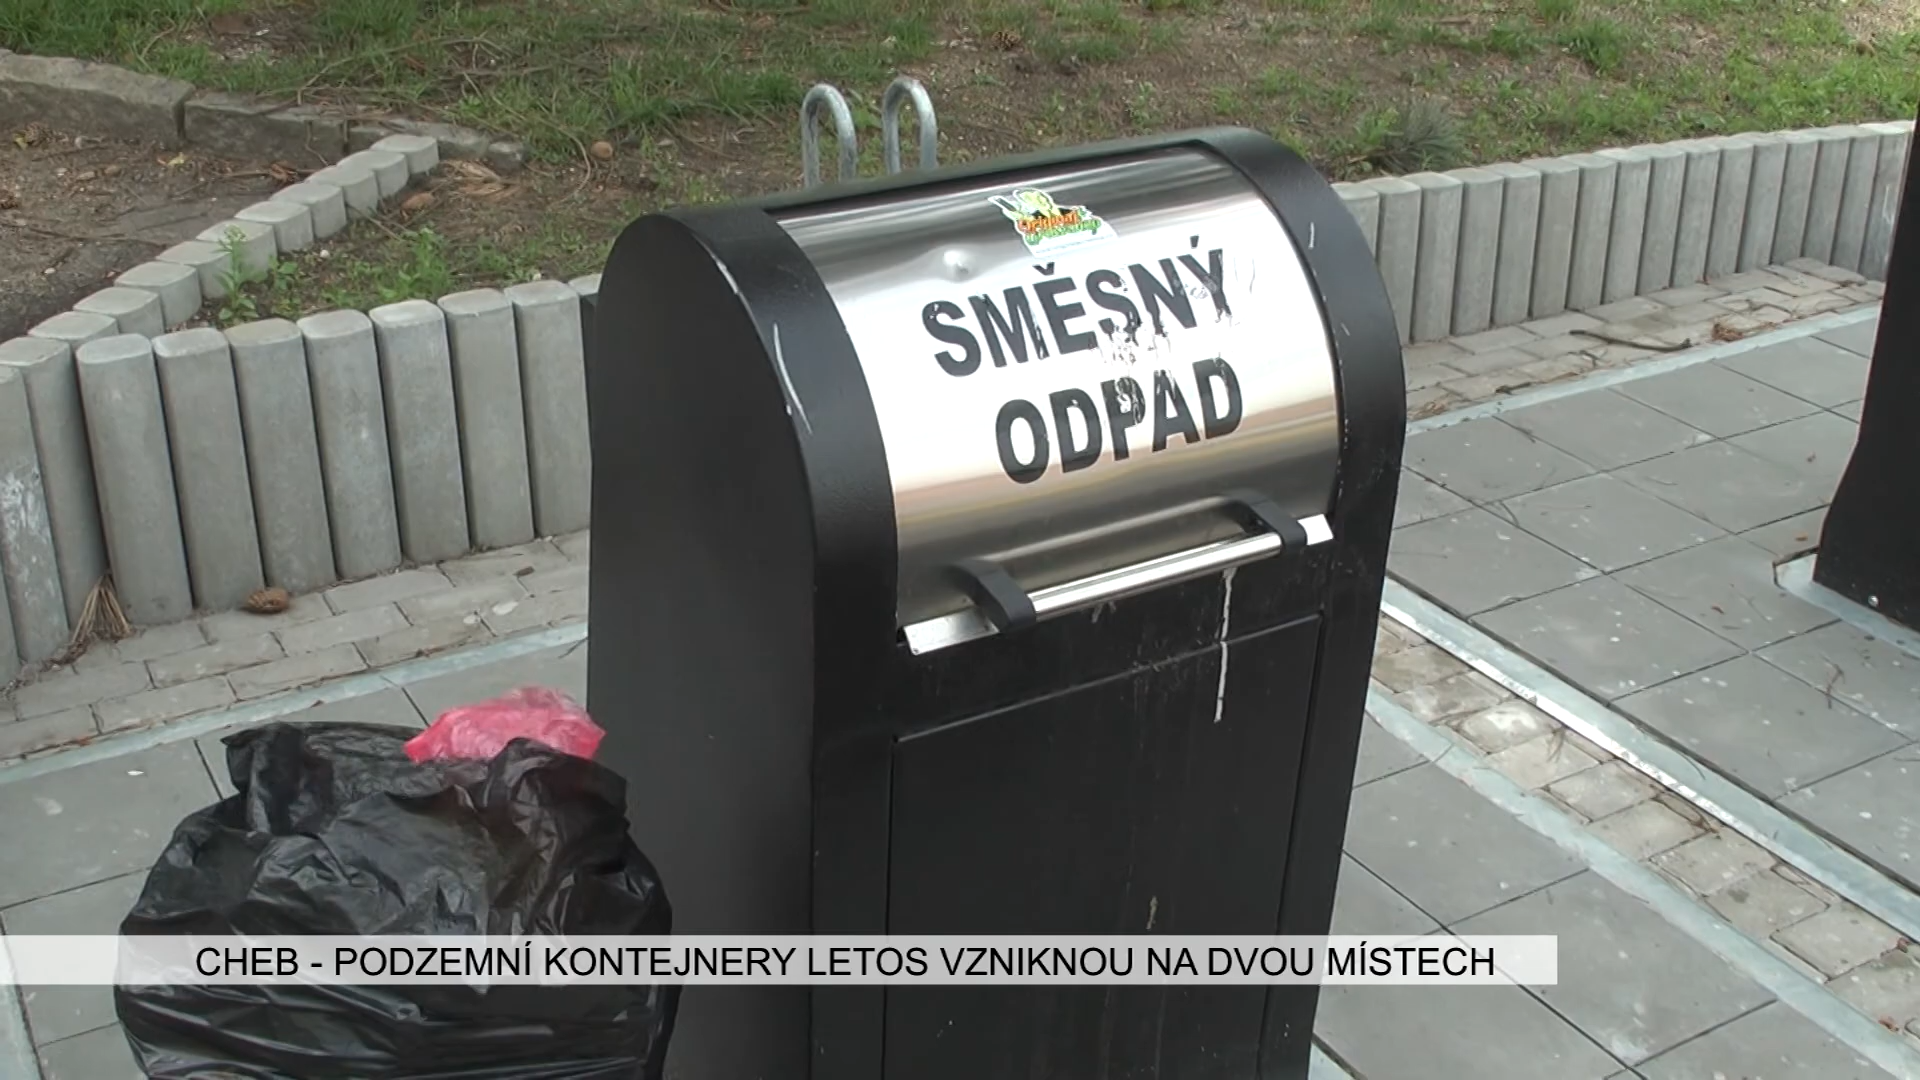 SMĚSNÝ
ODPAD
CHEB - PODZEMNÍ KONTEJNERY LETOS VZNIKNOU NA DVOU MÍSTECH